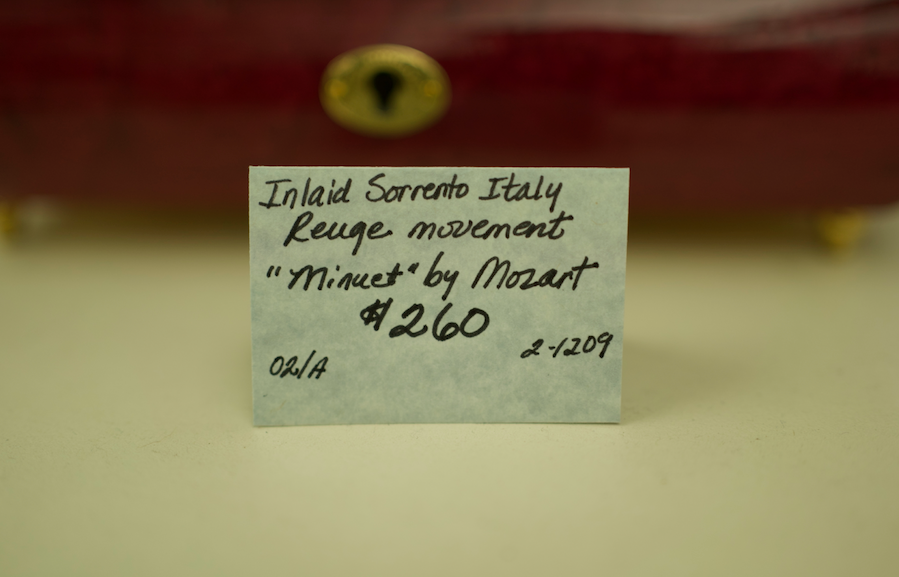 Inlaid Sorrento Italy
Reuge movement
"Minuet" by Mozart
$260
02/A 2-1209